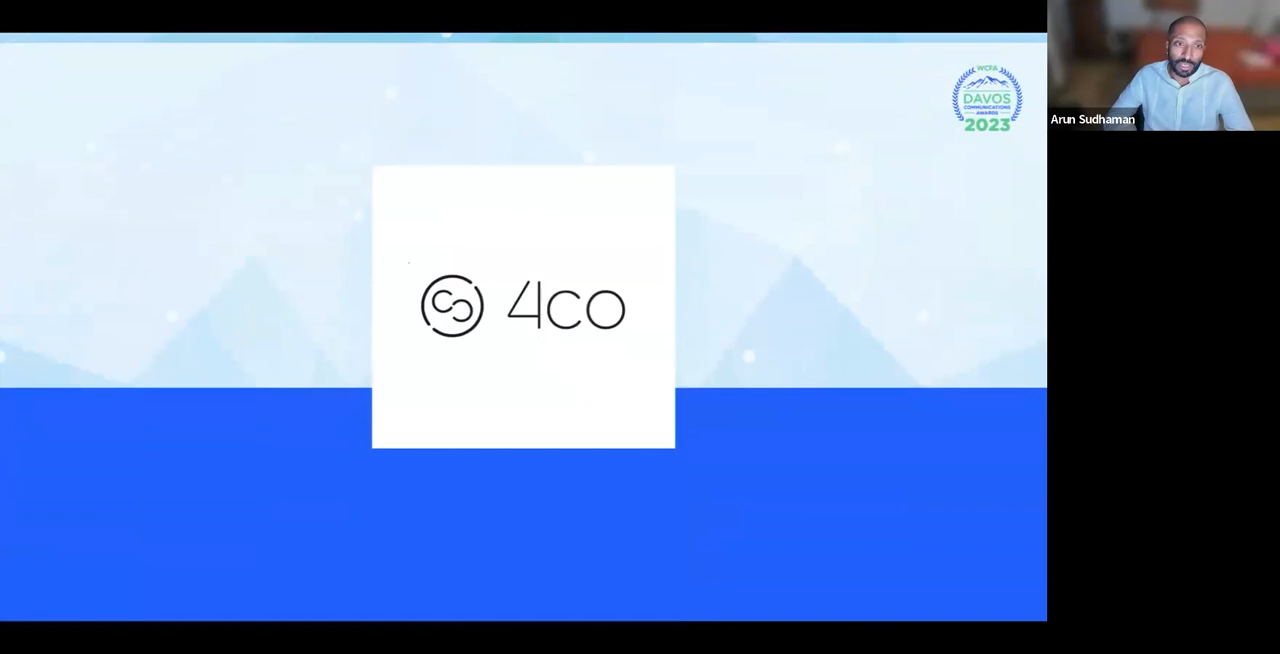 WCFA
DAVOS
COMMUNICATIONS
AWARDS
2023
Arun Sudhaman
4co